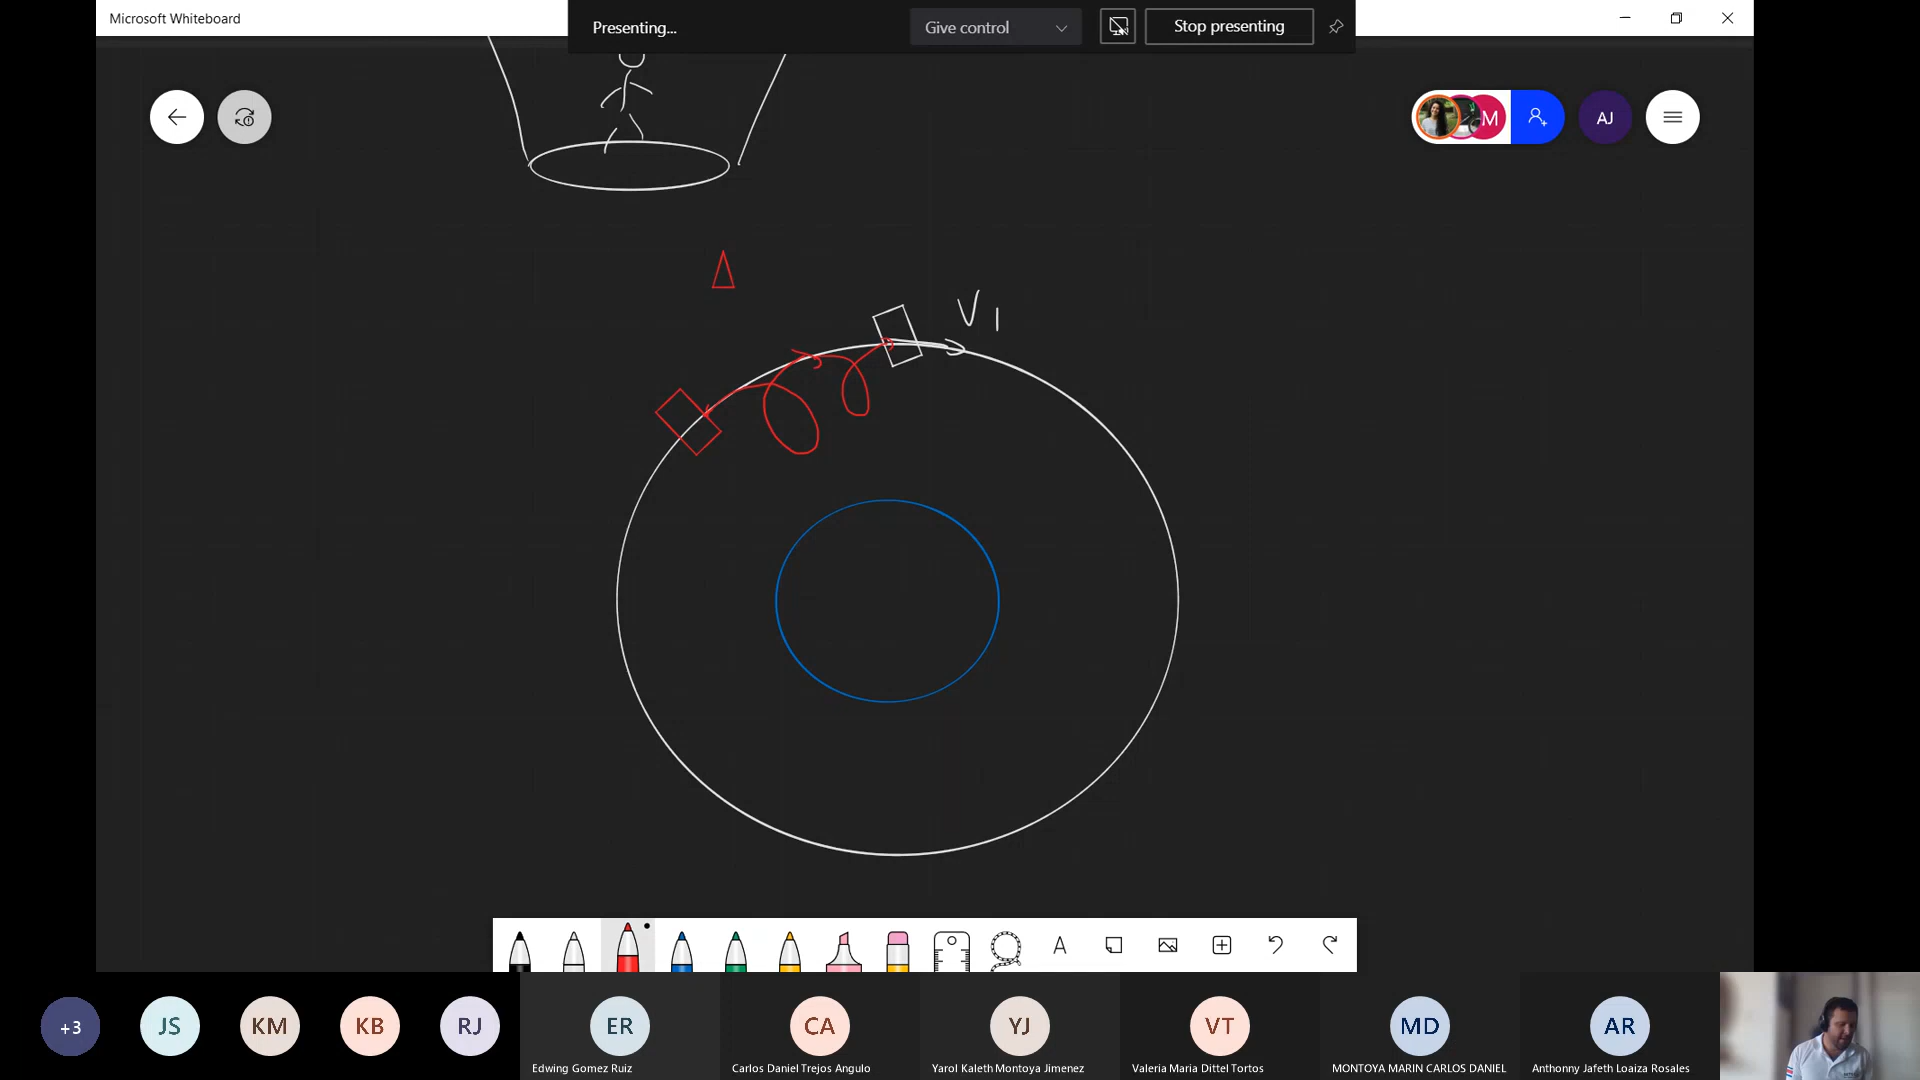 Microsoft Whiteboard
Presenting...
Give control
Stop presenting
M
AJ
V1
A
+3
JS
KM
KB
RJ
ER
CA
YJ
VT
MD
AR
Edwing Gomez Ruiz
Carlos Daniel Trejos Angulo
Yarol Kaleth Montoya Jimenez
Valeria Maria Dittel Tortos
MONTOYA MARIN CARLOS DANIEL
Anthonny Jafeth Loaiza Rosales